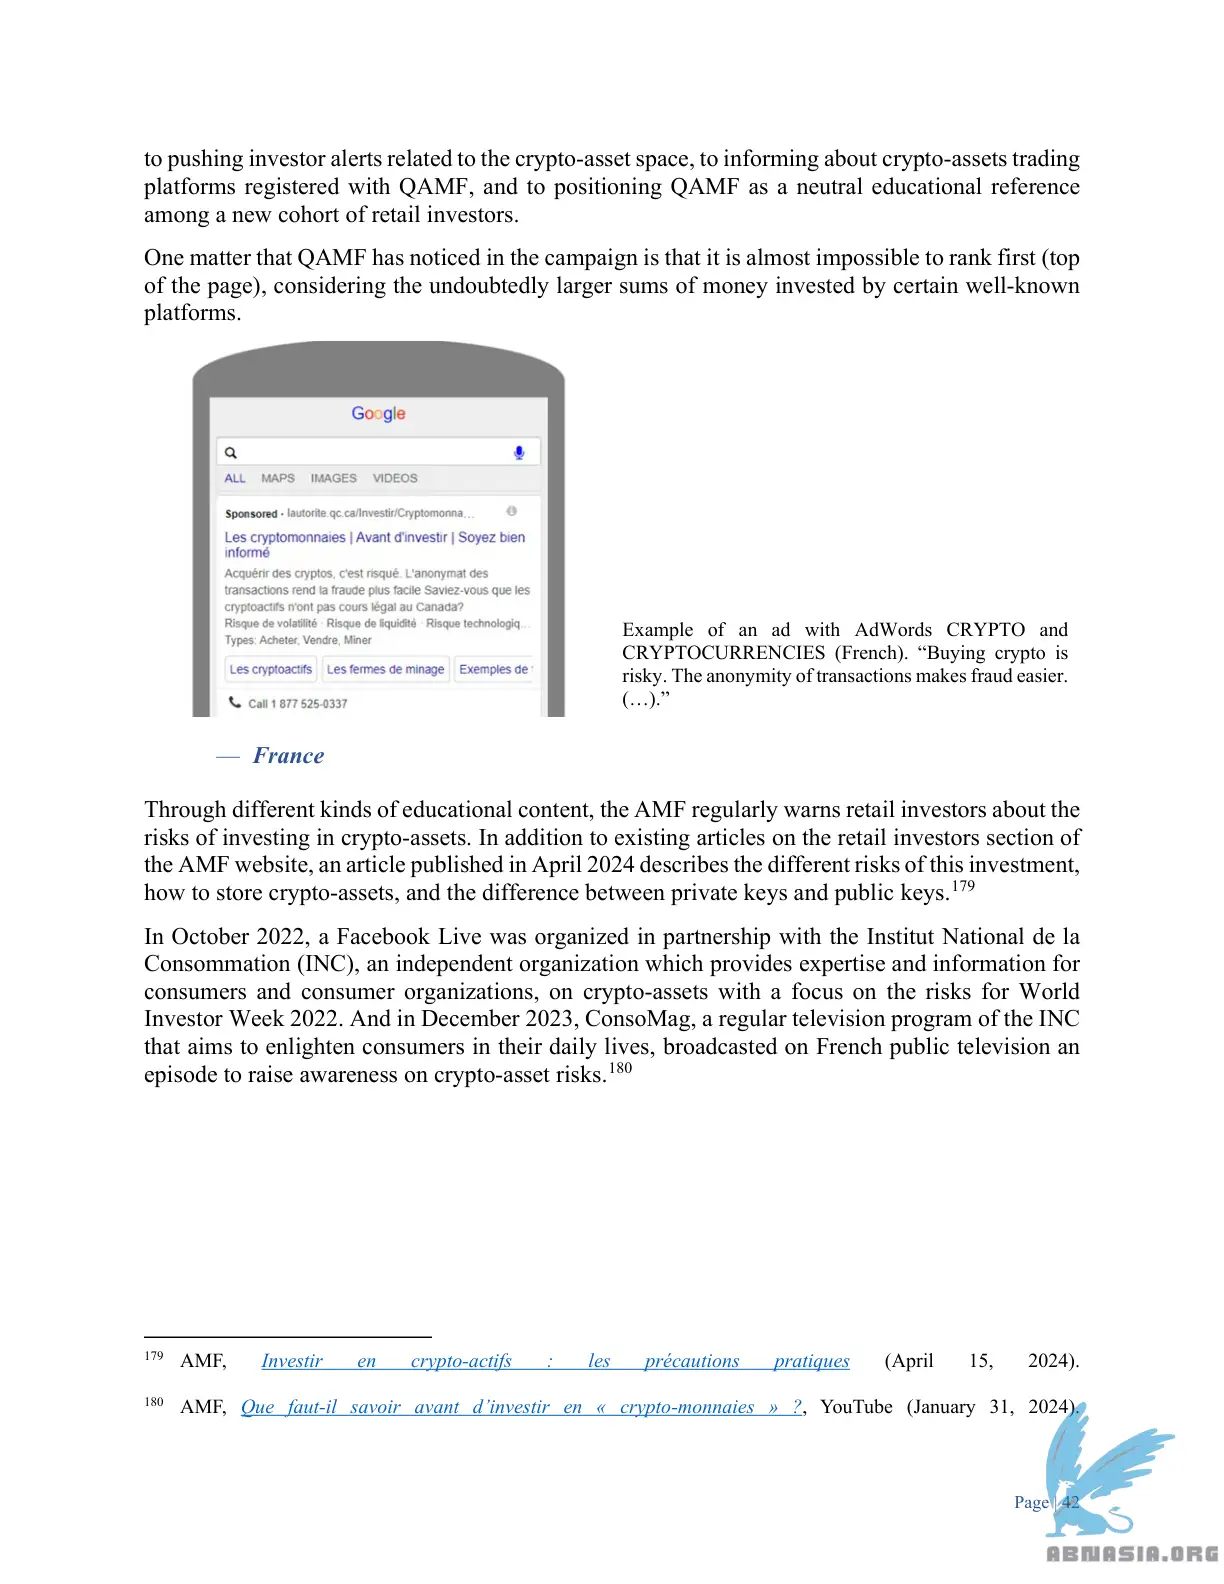 to pushing investor alerts related to the crypto-asset space, to informing about crypto-assets trading
platforms registered with QAMF, and to positioning QAMF as a neutral educational reference
among a new cohort of retail investors.
One matter that QAMF has noticed in the campaign is that it is almost impossible to rank first (top
of the page), considering the undoubtedly larger sums of money invested by certain well-known
platforms.
Google
ALL MAPS IMAGES VIDEOS
Sponsored · lautorite.qc.ca/Investir/Cryptomonna...
Les cryptomonnaies | Avant d'investir | Soyez bien
informé
Acquérir des cryptos, c'est risqué. L'anonymat des
transactions rend la fraude plus facile Saviez-vous que les
cryptoactifs n'ont pas cours légal au Canada?
Risque de volatilité · Risque de liquidité · Risque technologiq...
Types: Acheter, Vendre, Miner
Les cryptoactifs Les fermes de minage Exemples de
Call 1 877 525-0337
Example of an ad with AdWords CRYPTO and
CRYPTOCURRENCIES (French). “Buying crypto is
risky. The anonymity of transactions makes fraud easier.
(…).”
— France
Through different kinds of educational content, the AMF regularly warns retail investors about the
risks of investing in crypto-assets. In addition to existing articles on the retail investors section of
the AMF website, an article published in April 2024 describes the different risks of this investment,
how to store crypto-assets, and the difference between private keys and public keys.179
In October 2022, a Facebook Live was organized in partnership with the Institut National de la
Consommation (INC), an independent organization which provides expertise and information for
consumers and consumer organizations, on crypto-assets with a focus on the risks for World
Investor Week 2022. And in December 2023, ConsoMag, a regular television program of the INC
that aims to enlighten consumers in their daily lives, broadcasted on French public television an
episode to raise awareness on crypto-asset risks.180
179 AMF, Investir en crypto-actifs : les précautions pratiques (April 15, 2024).
180 AMF, Que faut-il savoir avant d’investir en « crypto-monnaies » ?, YouTube (January 31, 2024).
Page | 42
ABNASIA.ORG